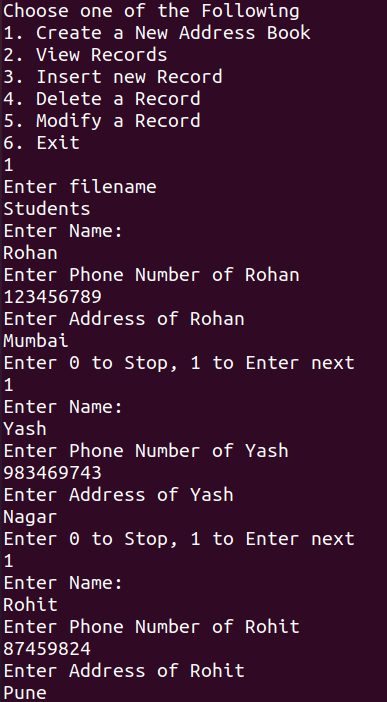 Choose one of the Following
1. Create a New Address Book
2. View Records
3. Insert new Record
4. Delete a Record
5. Modify a Record
6. Exit
1
Enter filename
Students
Enter Name:
Rohan
Enter Phone Number of Rohan
123456789
Enter Address of Rohan
Mumbai
Enter 0 to Stop, 1 to Enter next
1
Enter Name:
Yash
Enter Phone Number of Yash
983469743
Enter Address of Yash
Nagar
Enter 0 to Stop, 1 to Enter next
1
Enter Name:
Rohit
Enter Phone Number of Rohit
87459824
Enter Address of Rohit
Pune